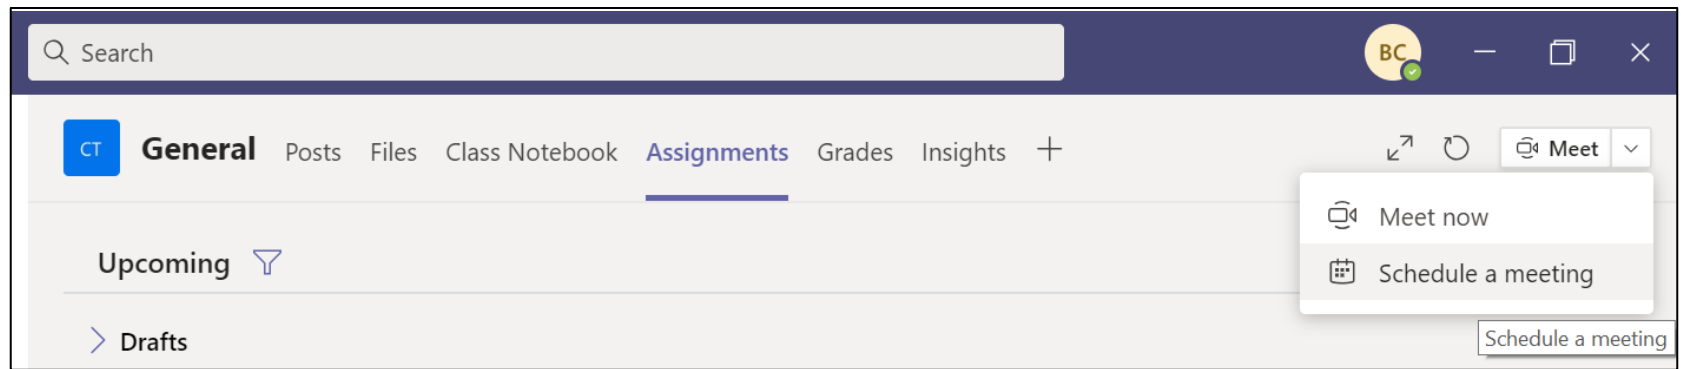 Search
BC
CT General Posts Files Class Notebook Assignments Grades Insights Meet
Meet now
Upcoming
Schedule a meeting
Drafts
Schedule a meeting